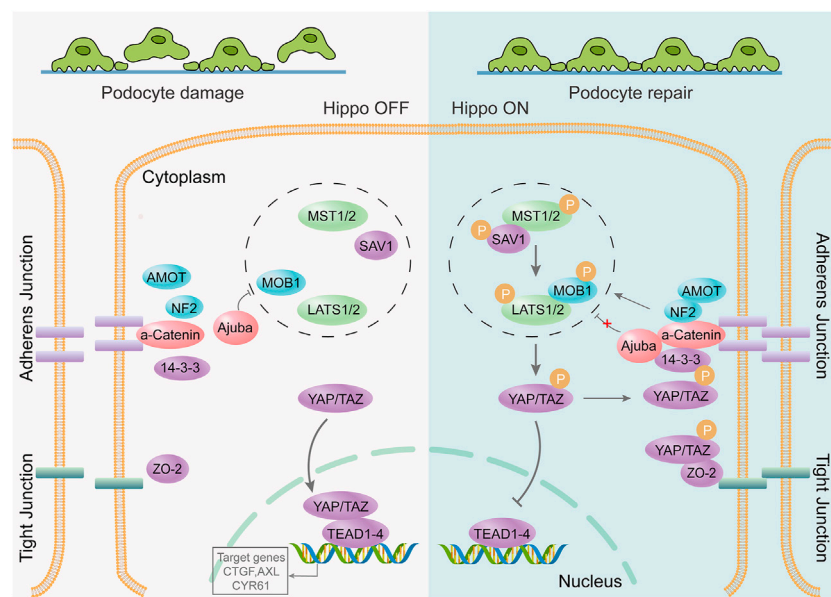 Podocyte damage
Podocyte repair
Hippo OFF
Hippo ON
Cytoplasm
Adherens Junction
Tight Junction
MST1/2
SAV1
MOB1
LATS1/2
AMOT
NF2
a-Catenin
Ajuba
14-3-3
YAP/TAZ
ZO-2
YAP/TAZ
TEAD1-4
Target genes
CTGF,AXL
CYR61
P
MST1/2
P
SAV1
P
MOB1
P
LATS1/2
AMOT
NF2
a-Catenin
Ajuba
14-3-3
P
YAP/TAZ
P
YAP/TAZ
P
YAP/TAZ
ZO-2
TEAD1-4
Nucleus
Adherens Junction
Tight Junction